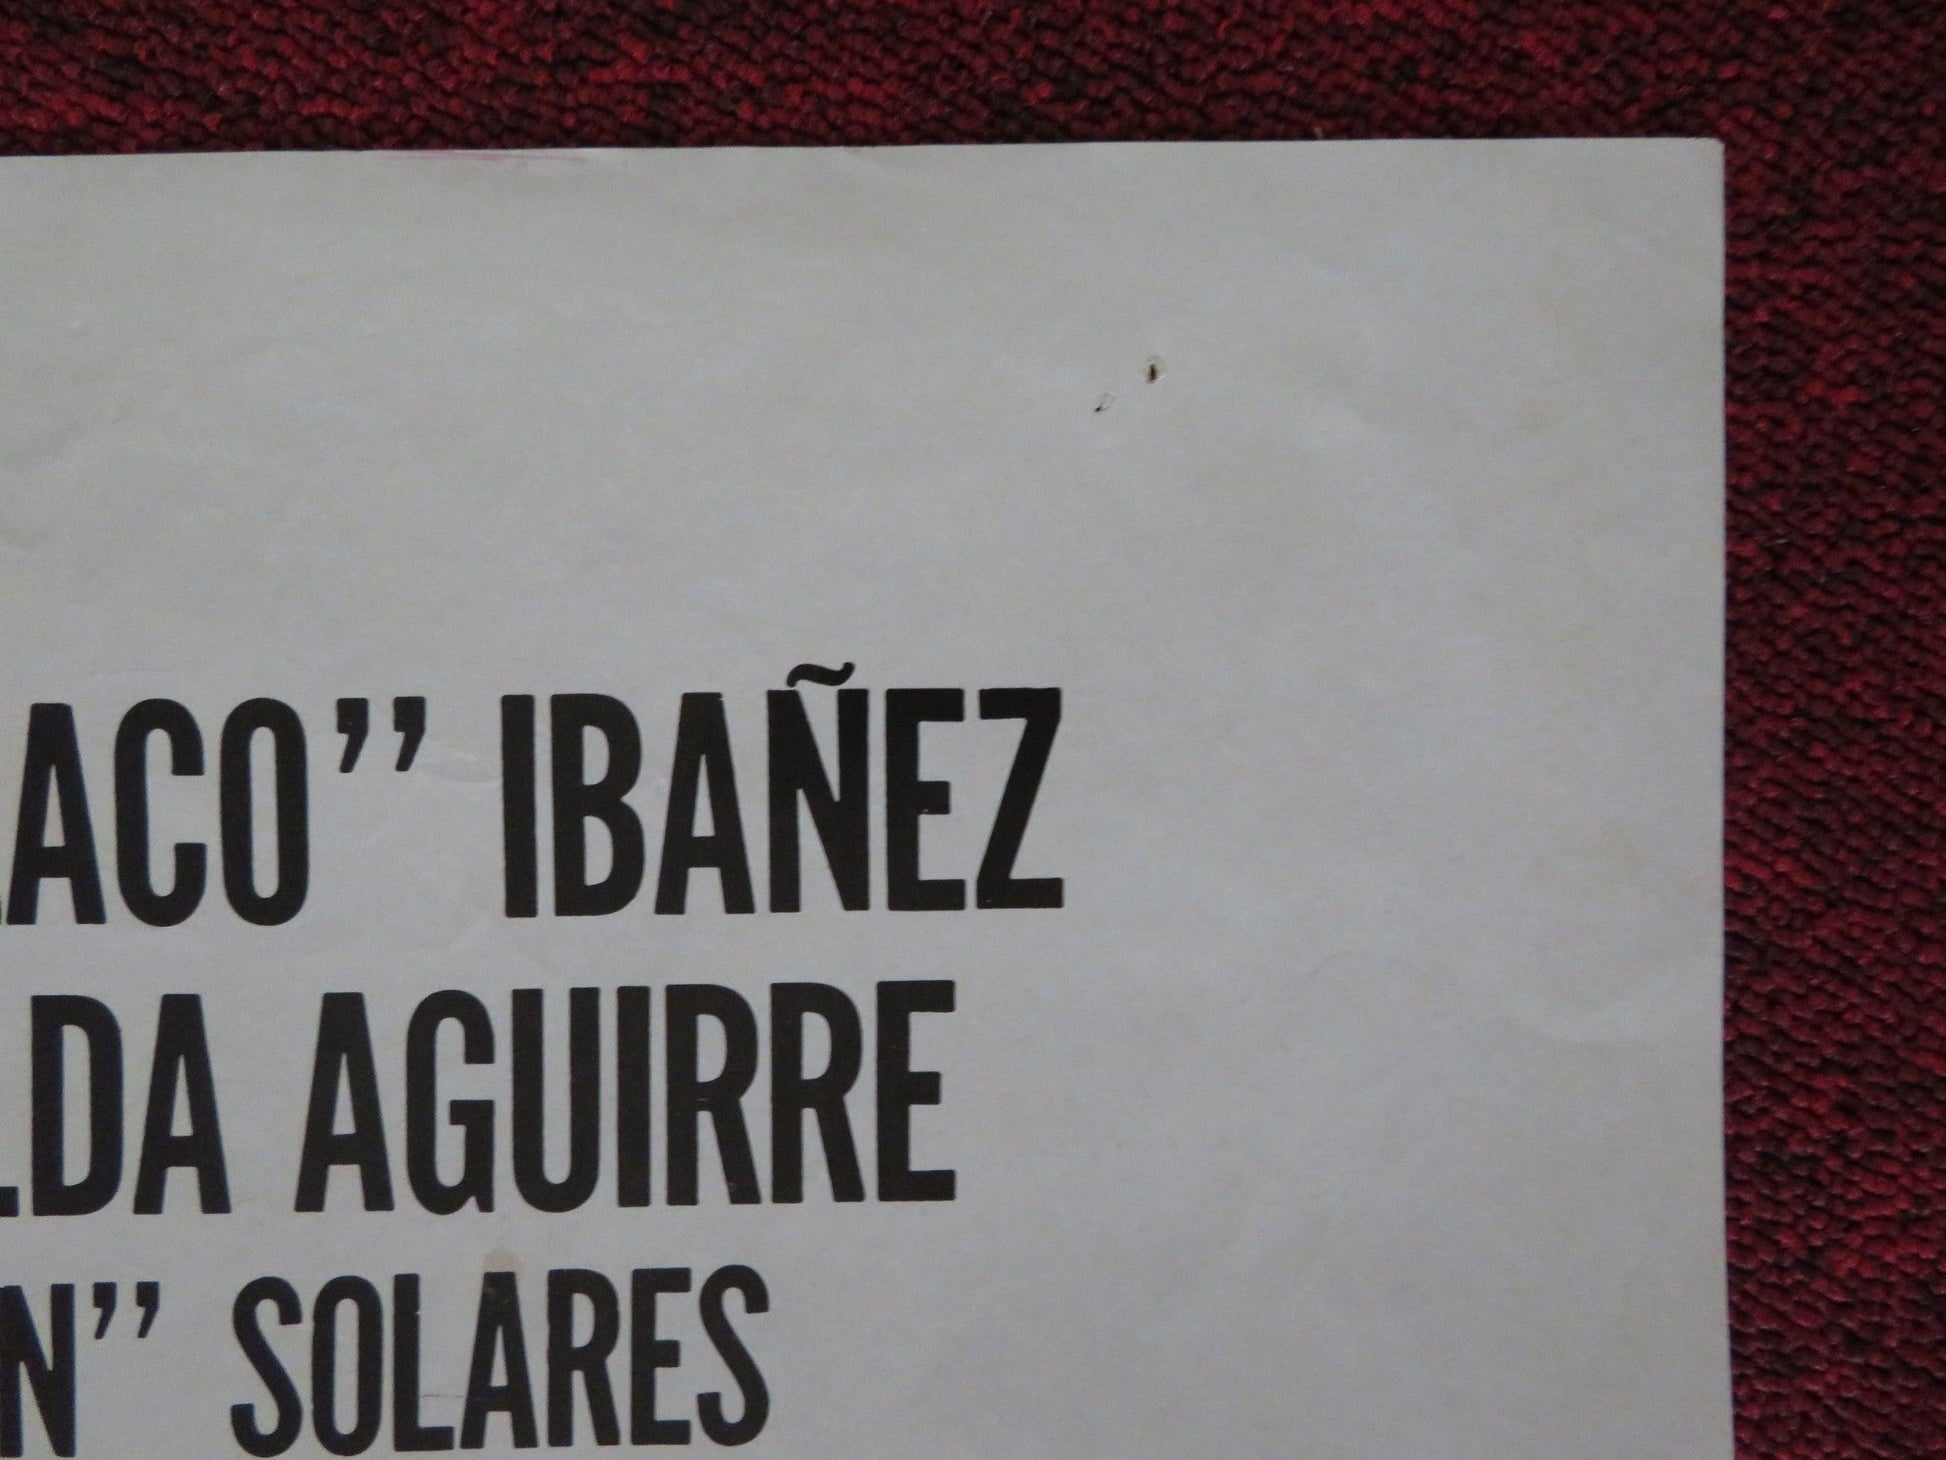 ACO” IBAÑEZ
LDA AGUIRRE
N” SOLARES